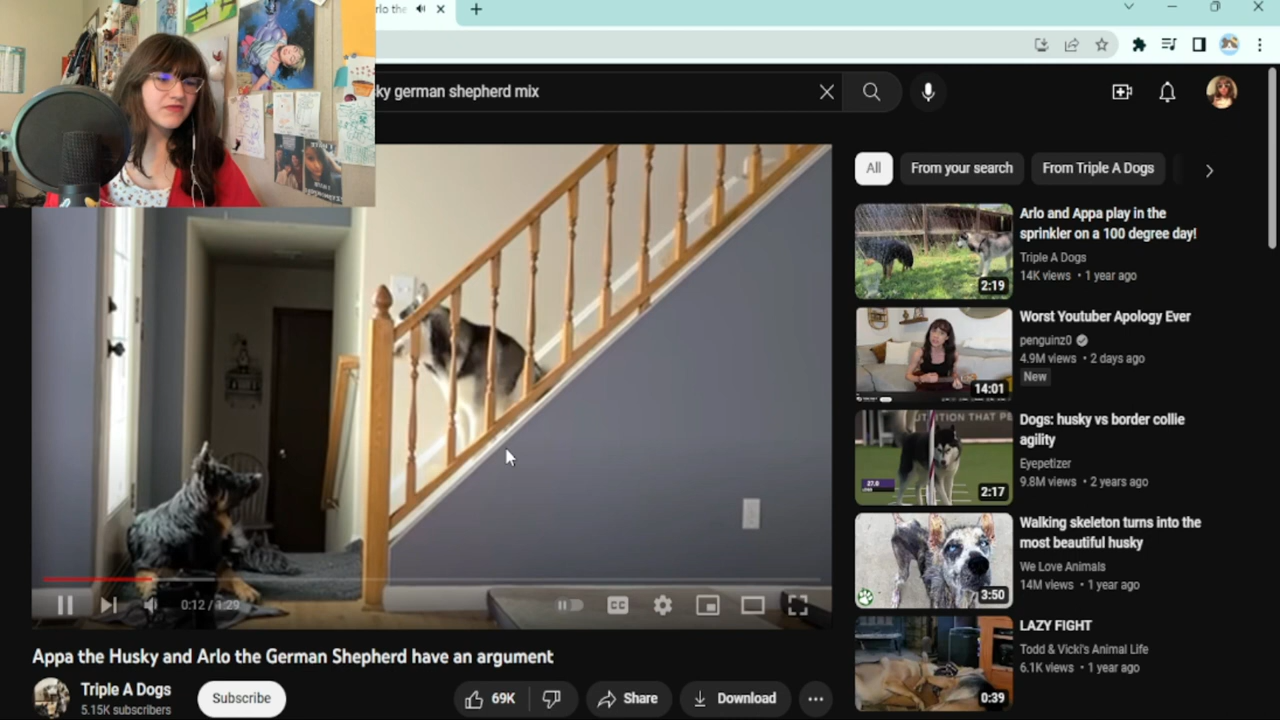 rlo the
ky german shepherd mix
All
From your search
From Triple A Dogs
Arlo and Appa play in the
sprinkler on a 100 degree day!
Triple A Dogs
14K views • 1 year ago
2:19
Worst Youtuber Apology Ever
penguinz0
4.9M views • 2 days ago
New
14:01
Dogs: husky vs border collie
agility
Eyepetizer
9.8M views • 2 years ago
2:17
Walking skeleton turns into the
most beautiful husky
We Love Animals
14M views • 1 year ago
3:50
LAZY FIGHT
Todd & Vicki's Animal Life
6.1K views • 1 year ago
0:39
0:12 / 1:29
CC
Appa the Husky and Arlo the German Shepherd have an argument
Triple A Dogs
5.15K subscribers
Subscribe
69K
Share
Download